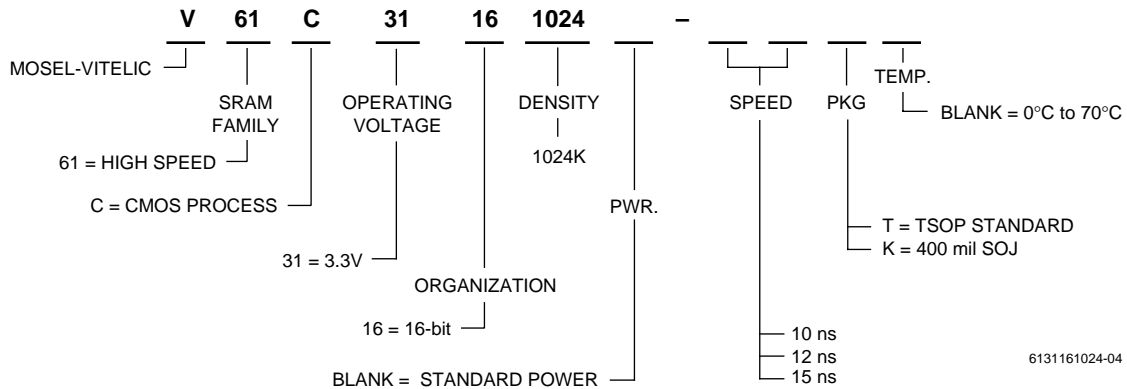 V 61 C 31 16 1024 –
MOSEL-VITELIC
TEMP.
SRAM
FAMILY
OPERATING
VOLTAGE
DENSITY
SPEED
PKG
BLANK = 0°C to 70°C
61 = HIGH SPEED
1024K
C = CMOS PROCESS
PWR.
T = TSOP STANDARD
K = 400 mil SOJ
31 = 3.3V
ORGANIZATION
16 = 16-bit
10 ns
12 ns
15 ns
BLANK = STANDARD POWER
6131161024-04